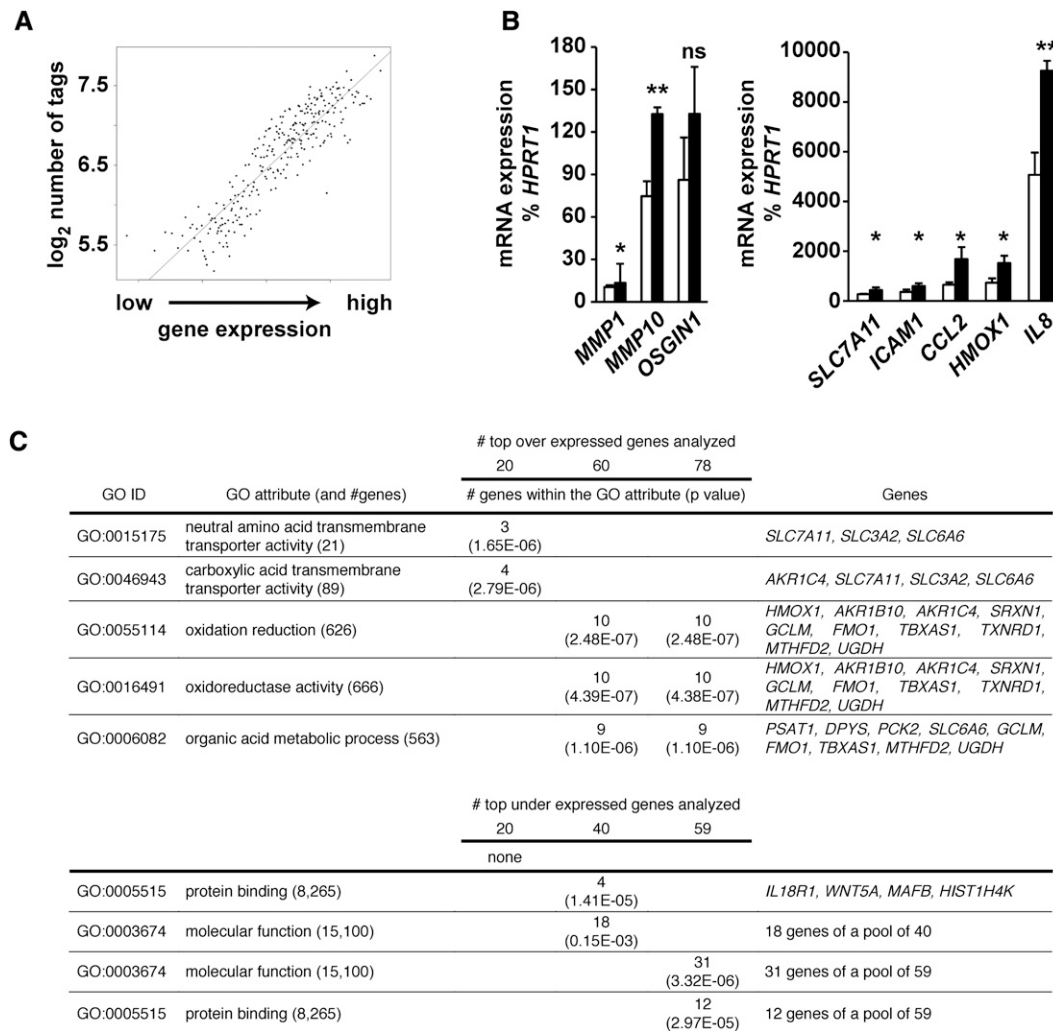 A
log2 number of tags
7.5
6.5
5.5
low
high
gene expression
B
mRNA expression
% HPRT1
180
150
120
90
60
30
0
*
**
ns
MMP1
MMP10
OSGIN1
mRNA expression
% HPRT1
10000
8000
6000
4000
2000
0
*
*
*
*
**
SLC7A11
ICAM1
CCL2
HMOX1
IL8
C
# top over expressed genes analyzed
20 60 78
GO ID GO attribute (and #genes) # genes within the GO attribute (p value) Genes
GO:0015175 neutral amino acid transmembrane transporter activity (21) 3 (1.65E-06) SLC7A11, SLC3A2, SLC6A6
GO:0046943 carboxylic acid transmembrane transporter activity (89) 4 (2.79E-06) AKR1C4, SLC7A11, SLC3A2, SLC6A6
GO:0055114 oxidation reduction (626) 10 (2.48E-07) 10 (2.48E-07) HMOX1, AKR1B10, AKR1C4, SRXN1, GCLM, FMO1, TBXAS1, TXNRD1, MTHFD2, UGDH
GO:0016491 oxidoreductase activity (666) 10 (4.39E-07) 10 (4.38E-07) HMOX1, AKR1B10, AKR1C4, SRXN1, GCLM, FMO1, TBXAS1, TXNRD1, MTHFD2, UGDH
GO:0006082 organic acid metabolic process (563) 9 (1.10E-06) 9 (1.10E-06) PSAT1, DPYS, PCK2, SLC6A6, GCLM, FMO1, TBXAS1, MTHFD2, UGDH
# top under expressed genes analyzed
20 40 59
none
GO:0005515 protein binding (8,265) 4 (1.41E-05) IL18R1, WNT5A, MAFB, HIST1H4K
GO:0003674 molecular function (15,100) 18 (0.15E-03) 18 genes of a pool of 40
GO:0003674 molecular function (15,100) 31 (3.32E-06) 31 genes of a pool of 59
GO:0005515 protein binding (8,265) 12 (2.97E-05) 12 genes of a pool of 59